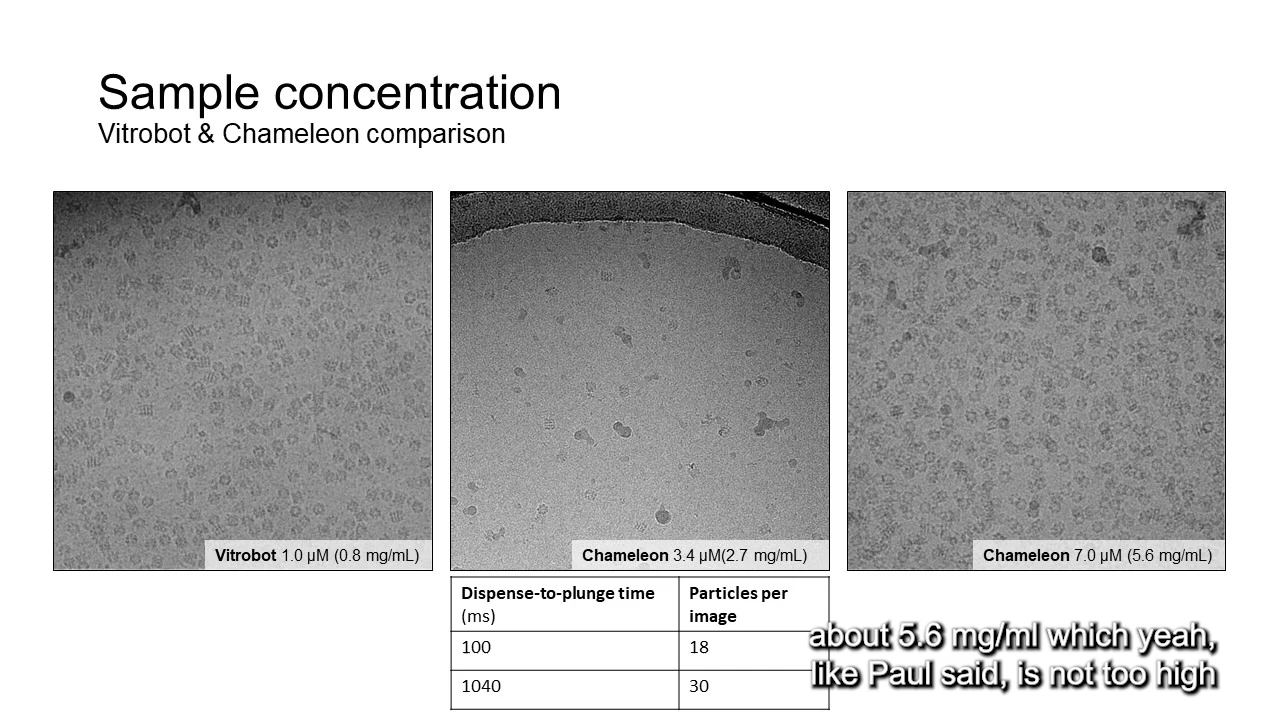 Sample concentration
Vitrobot & Chameleon comparison
Vitrobot 1.0 µM (0.8 mg/mL)
Chameleon 3.4 µM(2.7 mg/mL)
Chameleon 7.0 µM (5.6 mg/mL)
Dispense-to-plunge time (ms)
Particles per image
100
18
1040
30
about 5.6 mg/ml which yeah,
like Paul said, is not too high